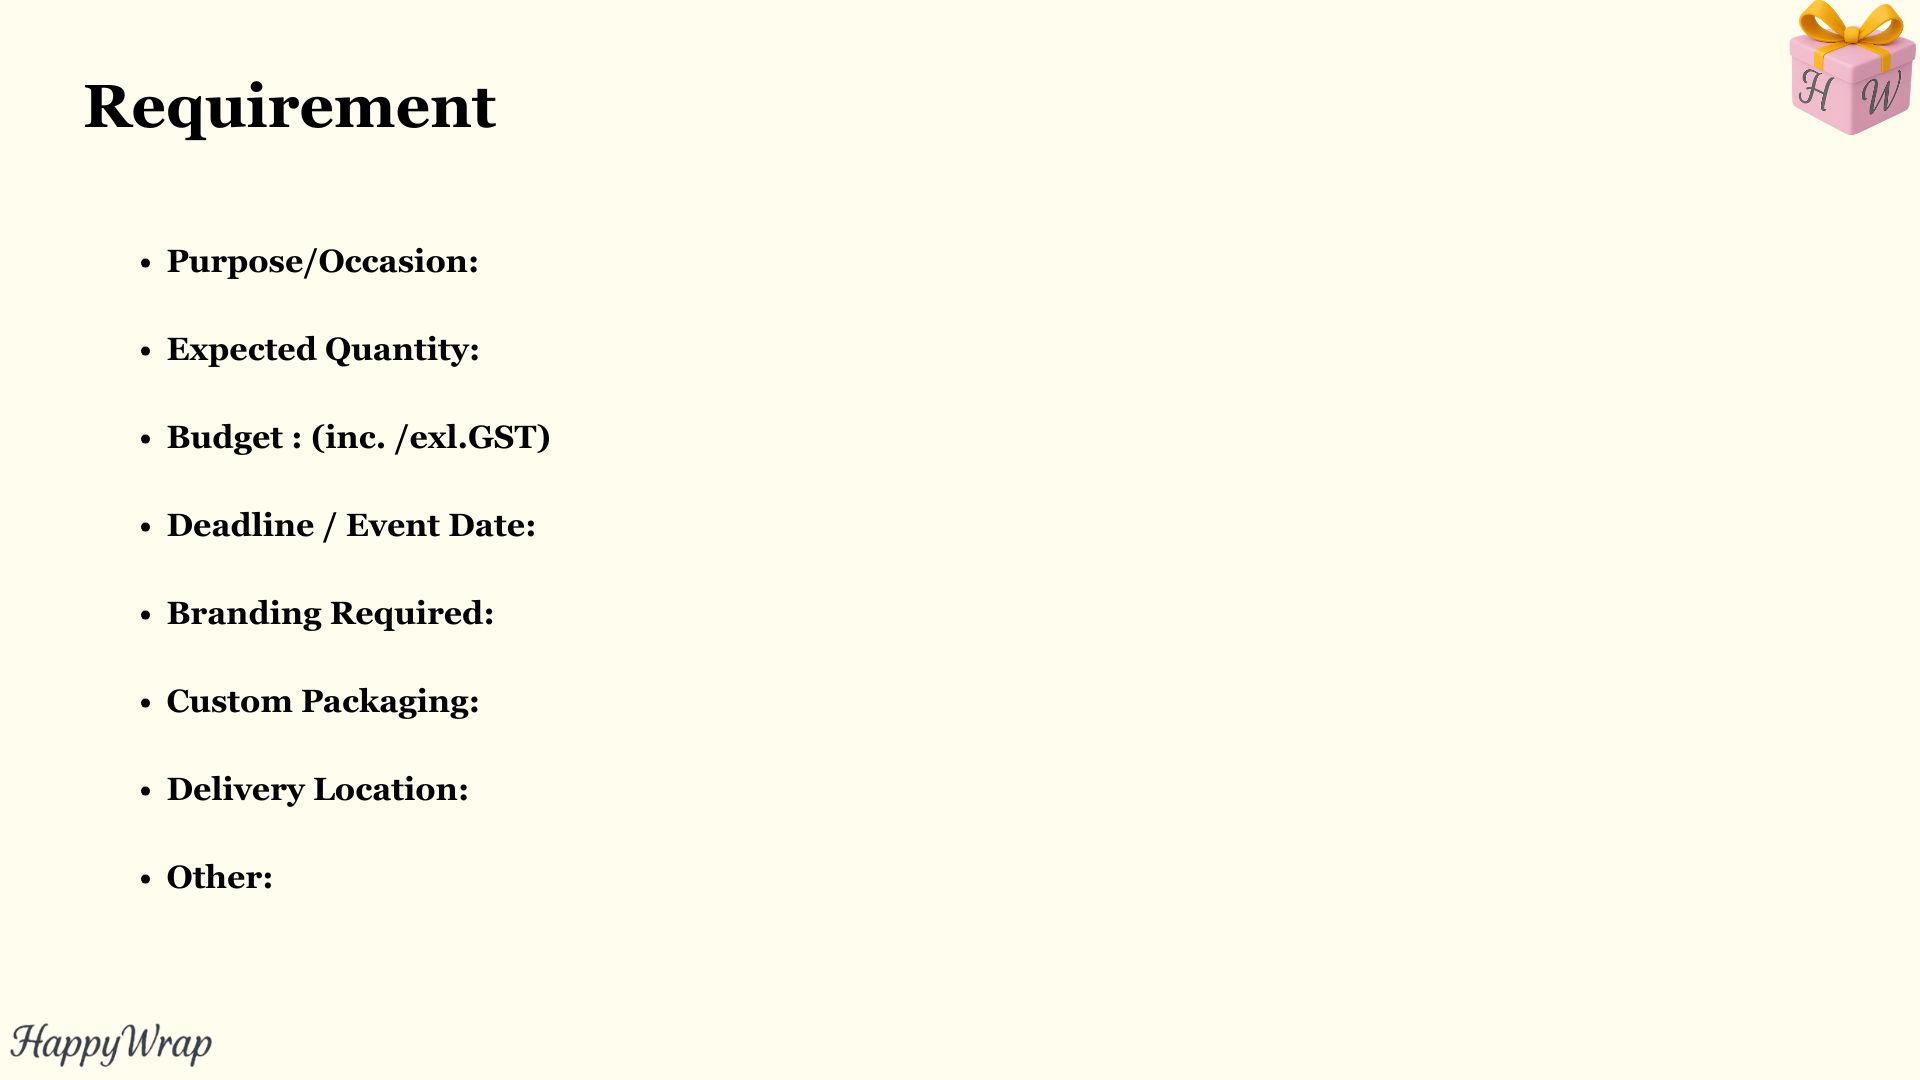 H W
Requirement
• Purpose/Occasion:
• Expected Quantity:
• Budget : (inc. /exl.GST)
• Deadline / Event Date:
• Branding Required:
• Custom Packaging:
• Delivery Location:
• Other:
HappyWrap